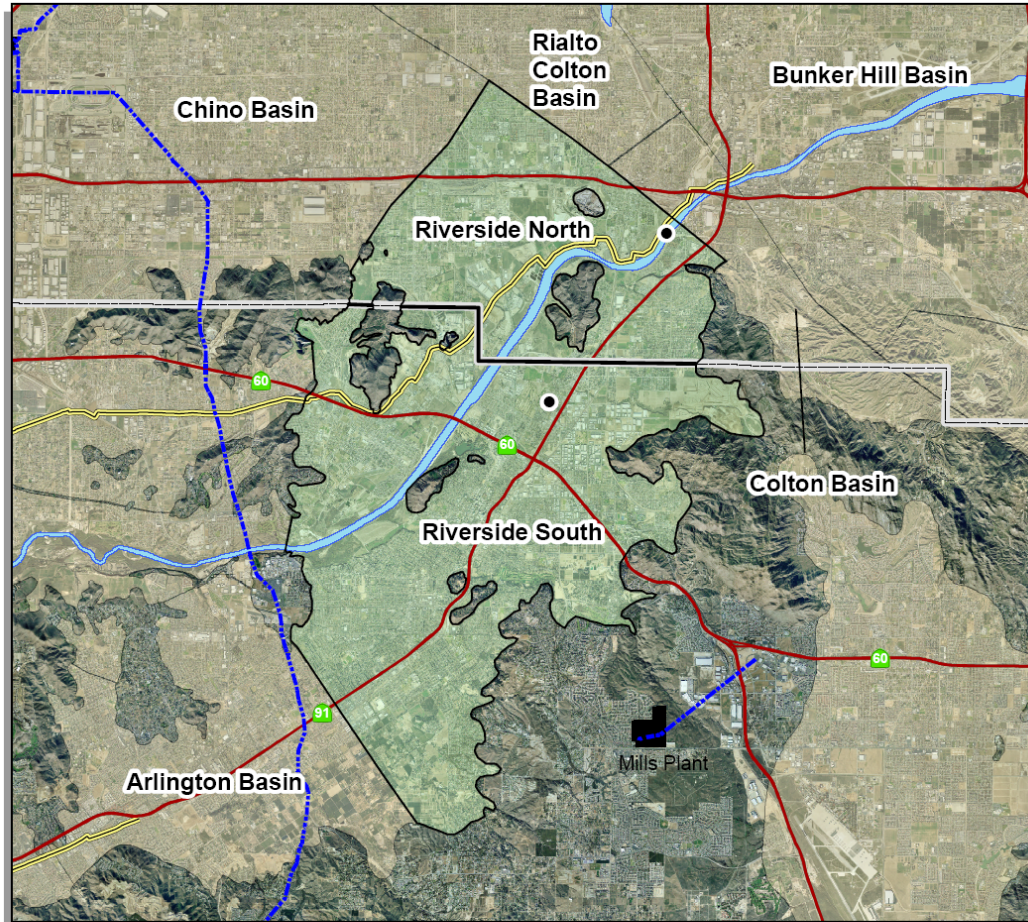 Rialto
Colton
Basin
Bunker Hill Basin
Chino Basin
Riverside North
60
60
Colton Basin
Riverside South
60
91
Mills Plant
Arlington Basin